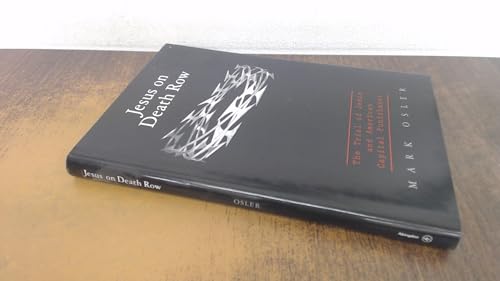 Jesus on
Death Row
The Trial of Jesus
and American
Capital Punishment
MARK OSLER
Jesus on Death Row
OSLER
Abingdon